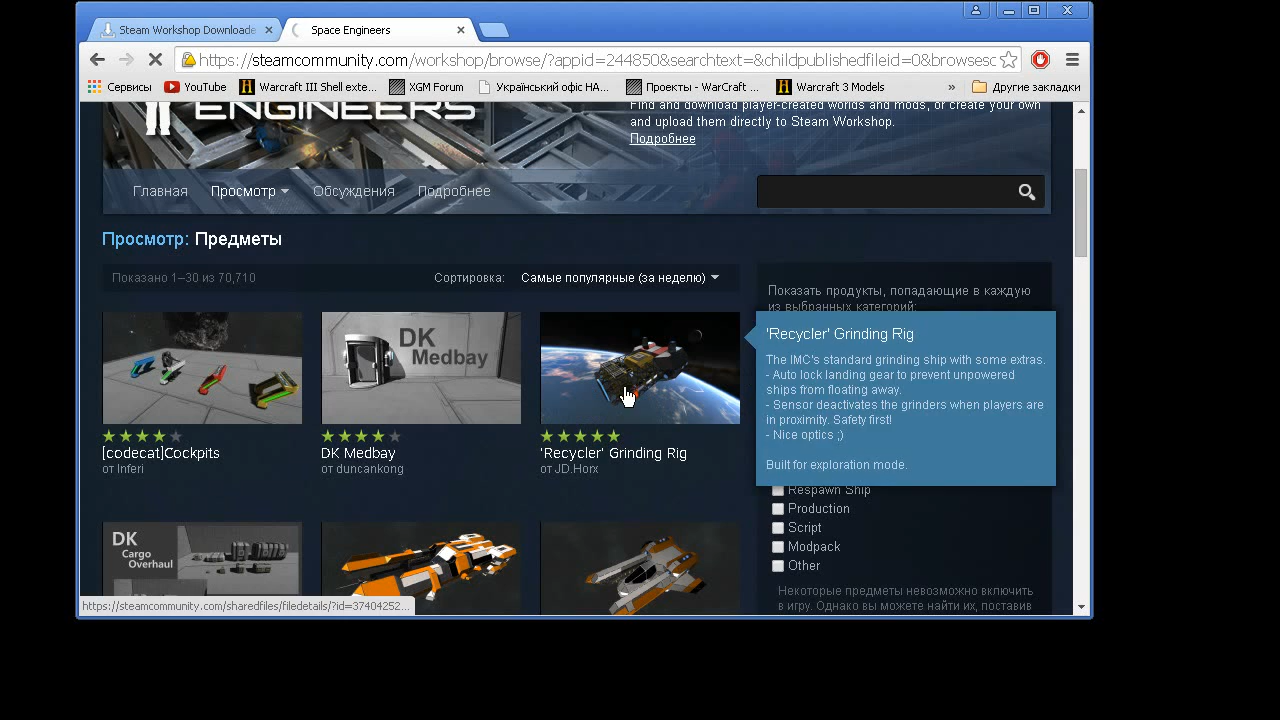 Steam Workshop Downloade
Space Engineers
https://steamcommunity.com/workshop/browse/?appid=244850&searchtext=&childpublishedfileid=0&browsesc
Сервисы
YouTube
Warcraft III Shell exte...
XGM Forum
Український офіс НА...
Проекты - WarCraft ...
Warcraft 3 Models
»
Другие закладки
ENGINEERS
Find and download player-created worlds and mods, or create your own
and upload them directly to Steam Workshop.
Подробнее
Главная
Просмотр
Обсуждения
Подробнее
Просмотр: Предметы
Показано 1–30 из 70,710
Сортировка:
Самые популярные (за неделю)
Показать продукты, попадающие в каждую
из выбранных категорий:
DK
Medbay
'Recycler' Grinding Rig
The IMC's standard grinding ship with some extras.
- Auto lock landing gear to prevent unpowered
ships from floating away.
- Sensor deactivates the grinders when players are
in proximity. Safety first!
- Nice optics ;)
Built for exploration mode.
[codecat]Cockpits
от Inferi
DK Medbay
от duncankong
'Recycler' Grinding Rig
от JD.Horx
Respawn Ship
Production
Script
Modpack
Other
DK
Cargo
Overhaul
Некоторые предметы невозможно включить
в игру. Однако вы можете найти их, поставив
https://steamcommunity.com/sharedfiles/filedetails/?id=37404252...